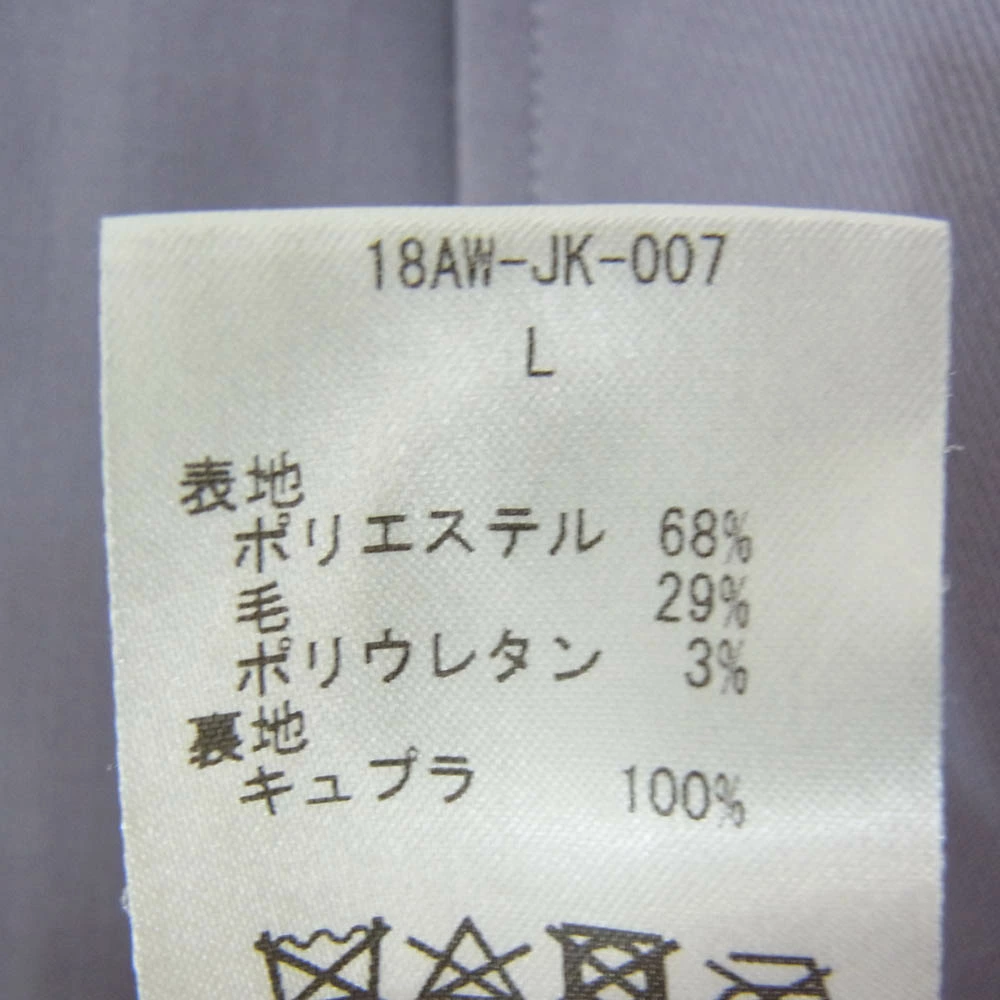 18AW-JK-007
L
表地
ポリエステル 68%
毛 29%
ポリウレタン 3%
裏地
キュプラ 100%